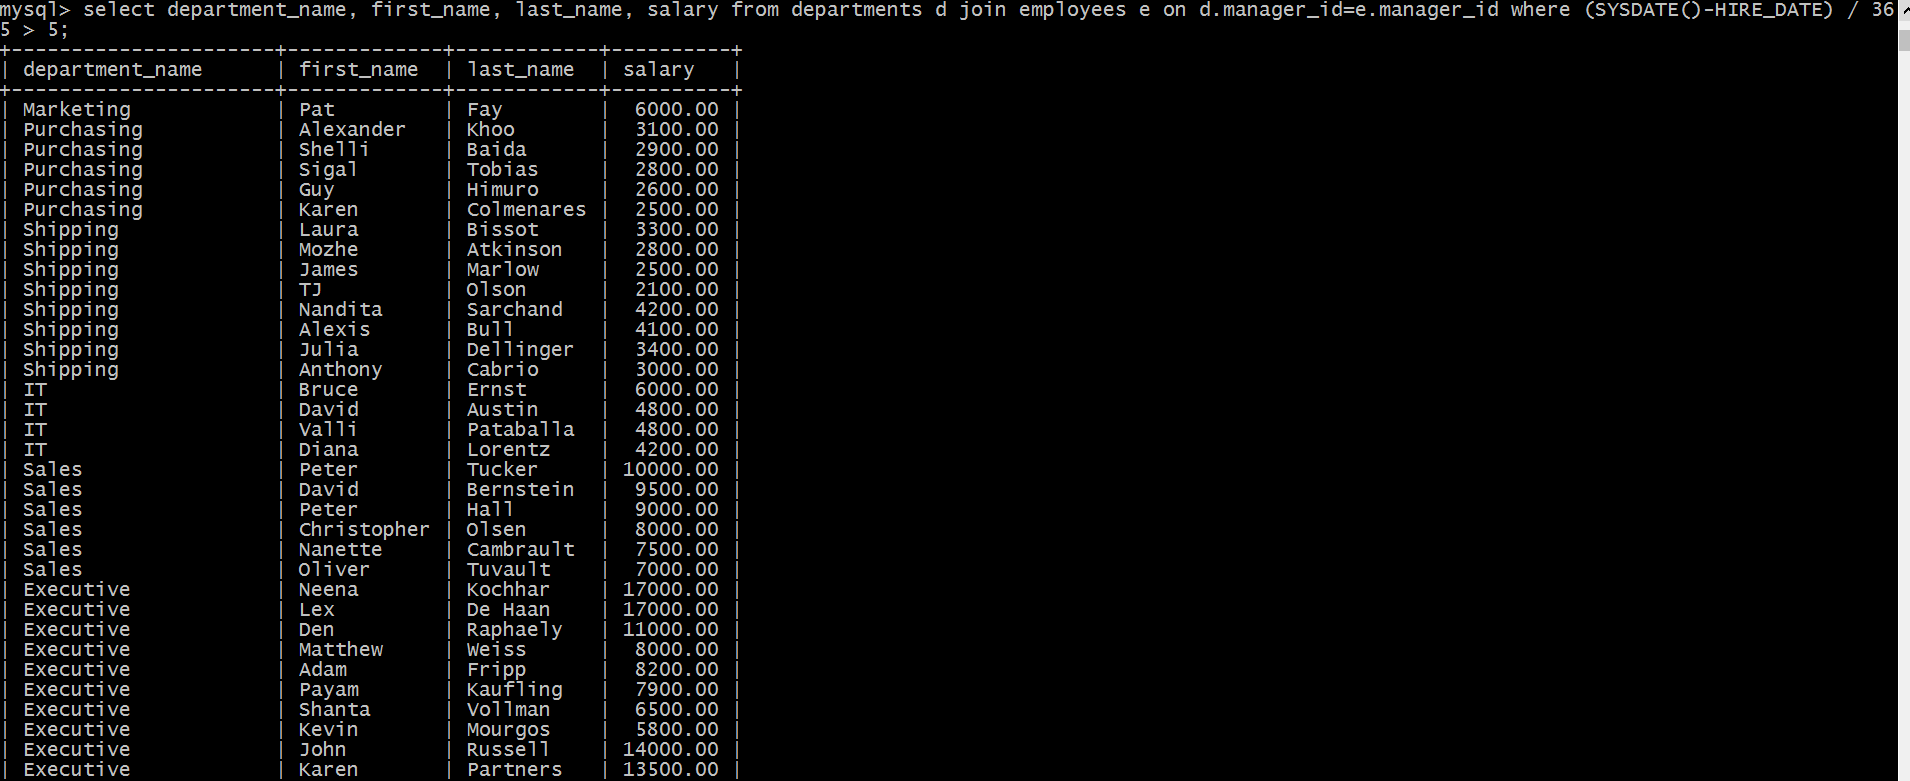 mysql> select department_name, first_name, last_name, salary from departments d join employees e on d.manager_id=e.manager_id where (SYSDATE()-HIRE_DATE) / 36
5 > 5;
+----------------------+-------------+------------+----------+
| department_name      | first_name  | last_name  | salary   |
+----------------------+-------------+------------+----------+
| Marketing            | Pat         | Fay        |  6000.00 |
| Purchasing           | Alexander   | Khoo       |  3100.00 |
| Purchasing           | Shelli      | Baida      |  2900.00 |
| Purchasing           | Sigal       | Tobias     |  2800.00 |
| Purchasing           | Guy         | Himuro     |  2600.00 |
| Purchasing           | Karen       | Colmenares |  2500.00 |
| Shipping             | Laura       | Bissot     |  3300.00 |
| Shipping             | Mozhe       | Atkinson   |  2800.00 |
| Shipping             | James       | Marlow     |  2500.00 |
| Shipping             | TJ          | Olson      |  2100.00 |
| Shipping             | Nandita     | Sarchand   |  4200.00 |
| Shipping             | Alexis      | Bull       |  4100.00 |
| Shipping             | Julia       | Dellinger  |  3400.00 |
| Shipping             | Anthony     | Cabrio     |  3000.00 |
| IT                   | Bruce       | Ernst      |  6000.00 |
| IT                   | David       | Austin     |  4800.00 |
| IT                   | Valli       | Pataballa  |  4800.00 |
| IT                   | Diana       | Lorentz    |  4200.00 |
| Sales                | Peter       | Tucker     | 10000.00 |
| Sales                | David       | Bernstein  |  9500.00 |
| Sales                | Peter       | Hall       |  9000.00 |
| Sales                | Christopher | Olsen      |  8000.00 |
| Sales                | Nanette     | Cambrault  |  7500.00 |
| Sales                | Oliver      | Tuvault    |  7000.00 |
| Executive            | Neena       | Kochhar    | 17000.00 |
| Executive            | Lex         | De Haan    | 17000.00 |
| Executive            | Den         | Raphaely   | 11000.00 |
| Executive            | Matthew     | Weiss      |  8000.00 |
| Executive            | Adam        | Fripp      |  8200.00 |
| Executive            | Payam       | Kaufling   |  7900.00 |
| Executive            | Shanta      | Vollman    |  6500.00 |
| Executive            | Kevin       | Mourgos    |  5800.00 |
| Executive            | John        | Russell    | 14000.00 |
| Executive            | Karen       | Partners   | 13500.00 |